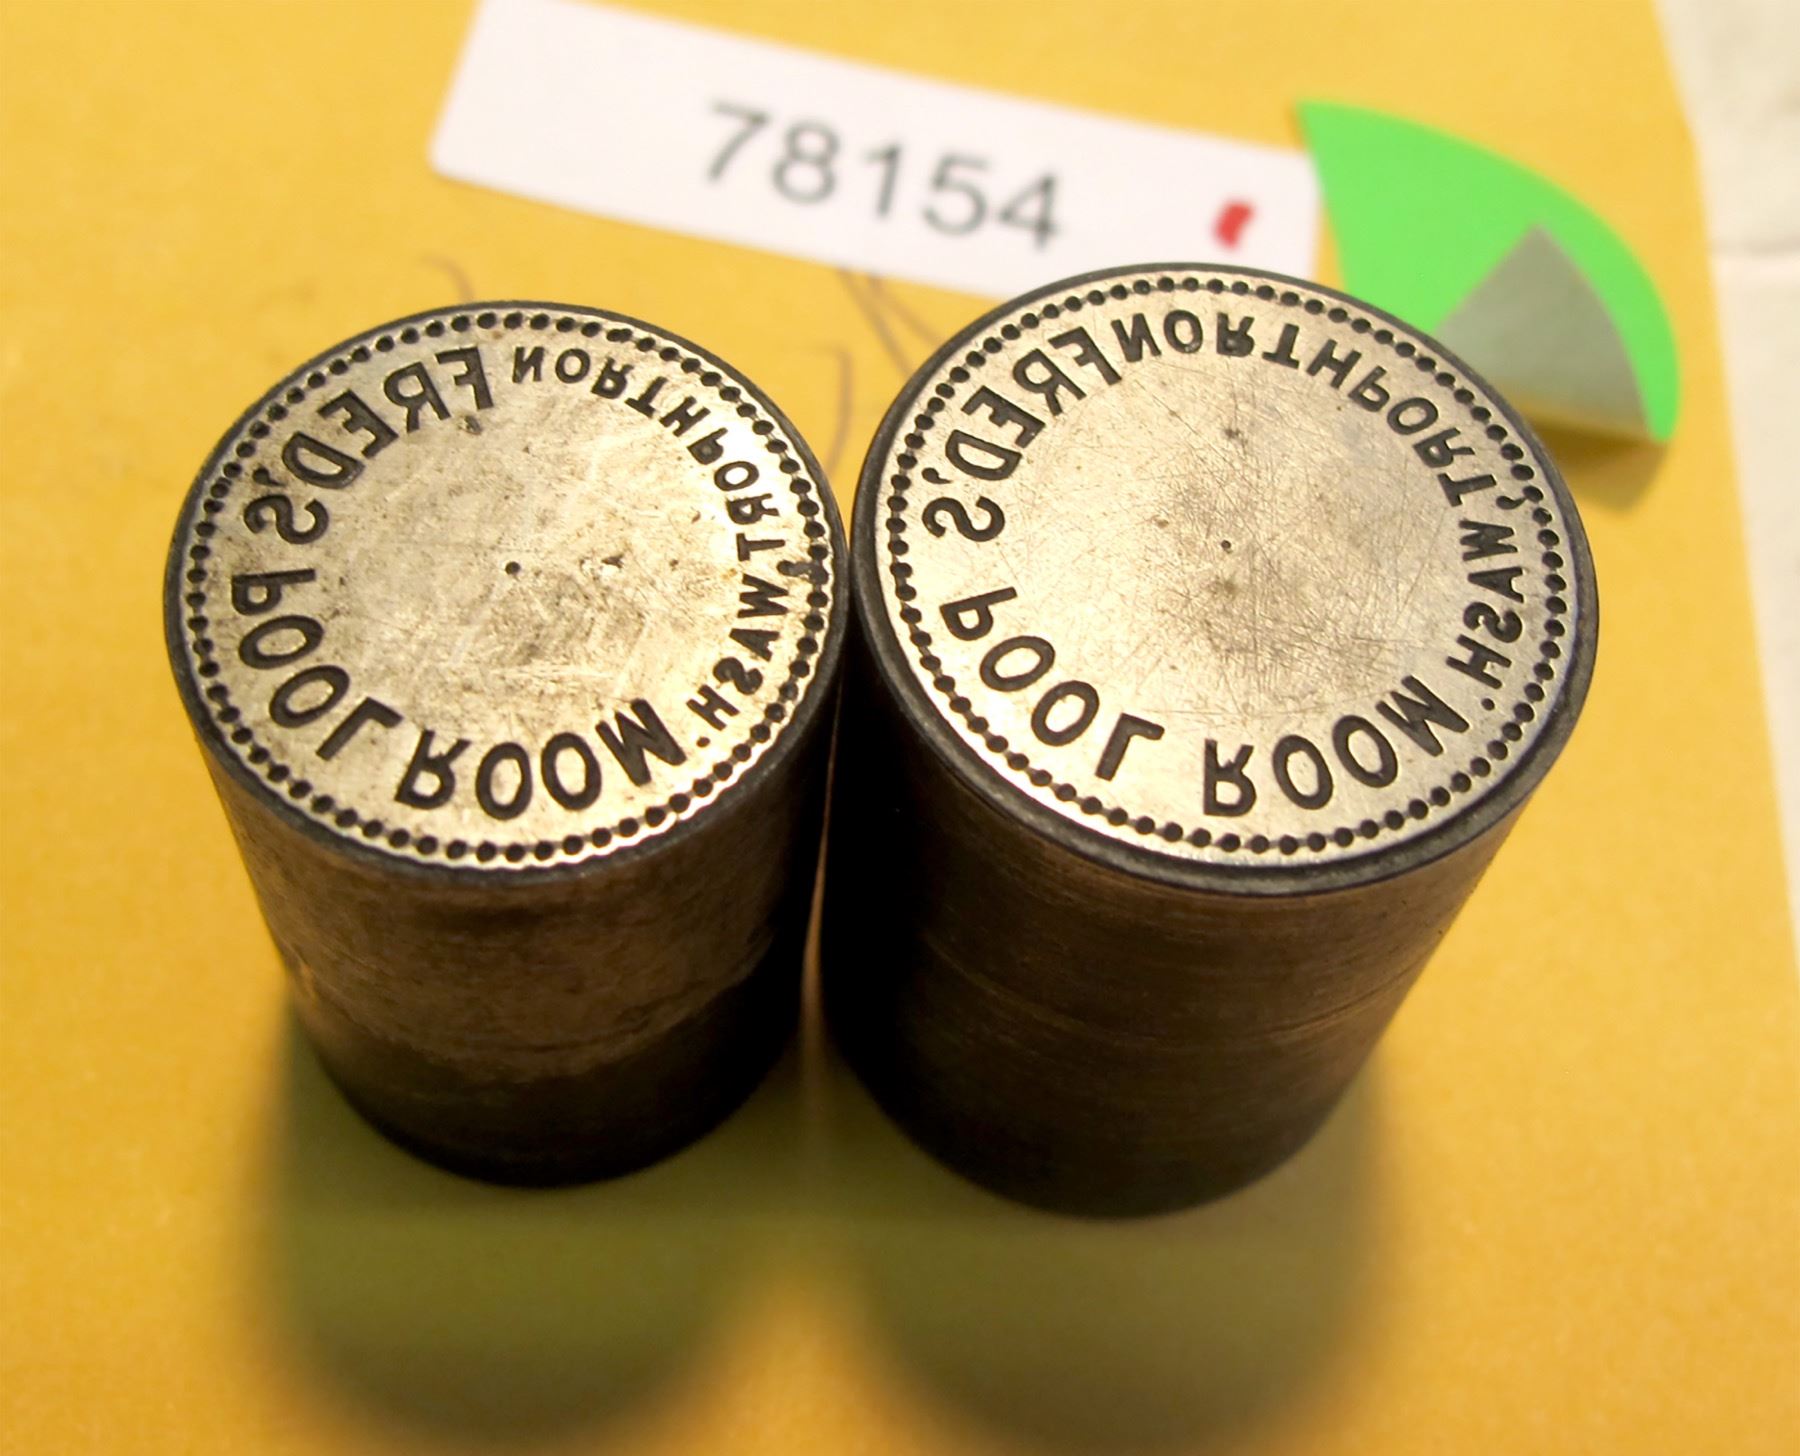 78154
FRED'S POOL ROOM
NORTHPORT, WASH.
FRED'S POOL ROOM
NORTHPORT, WASH.